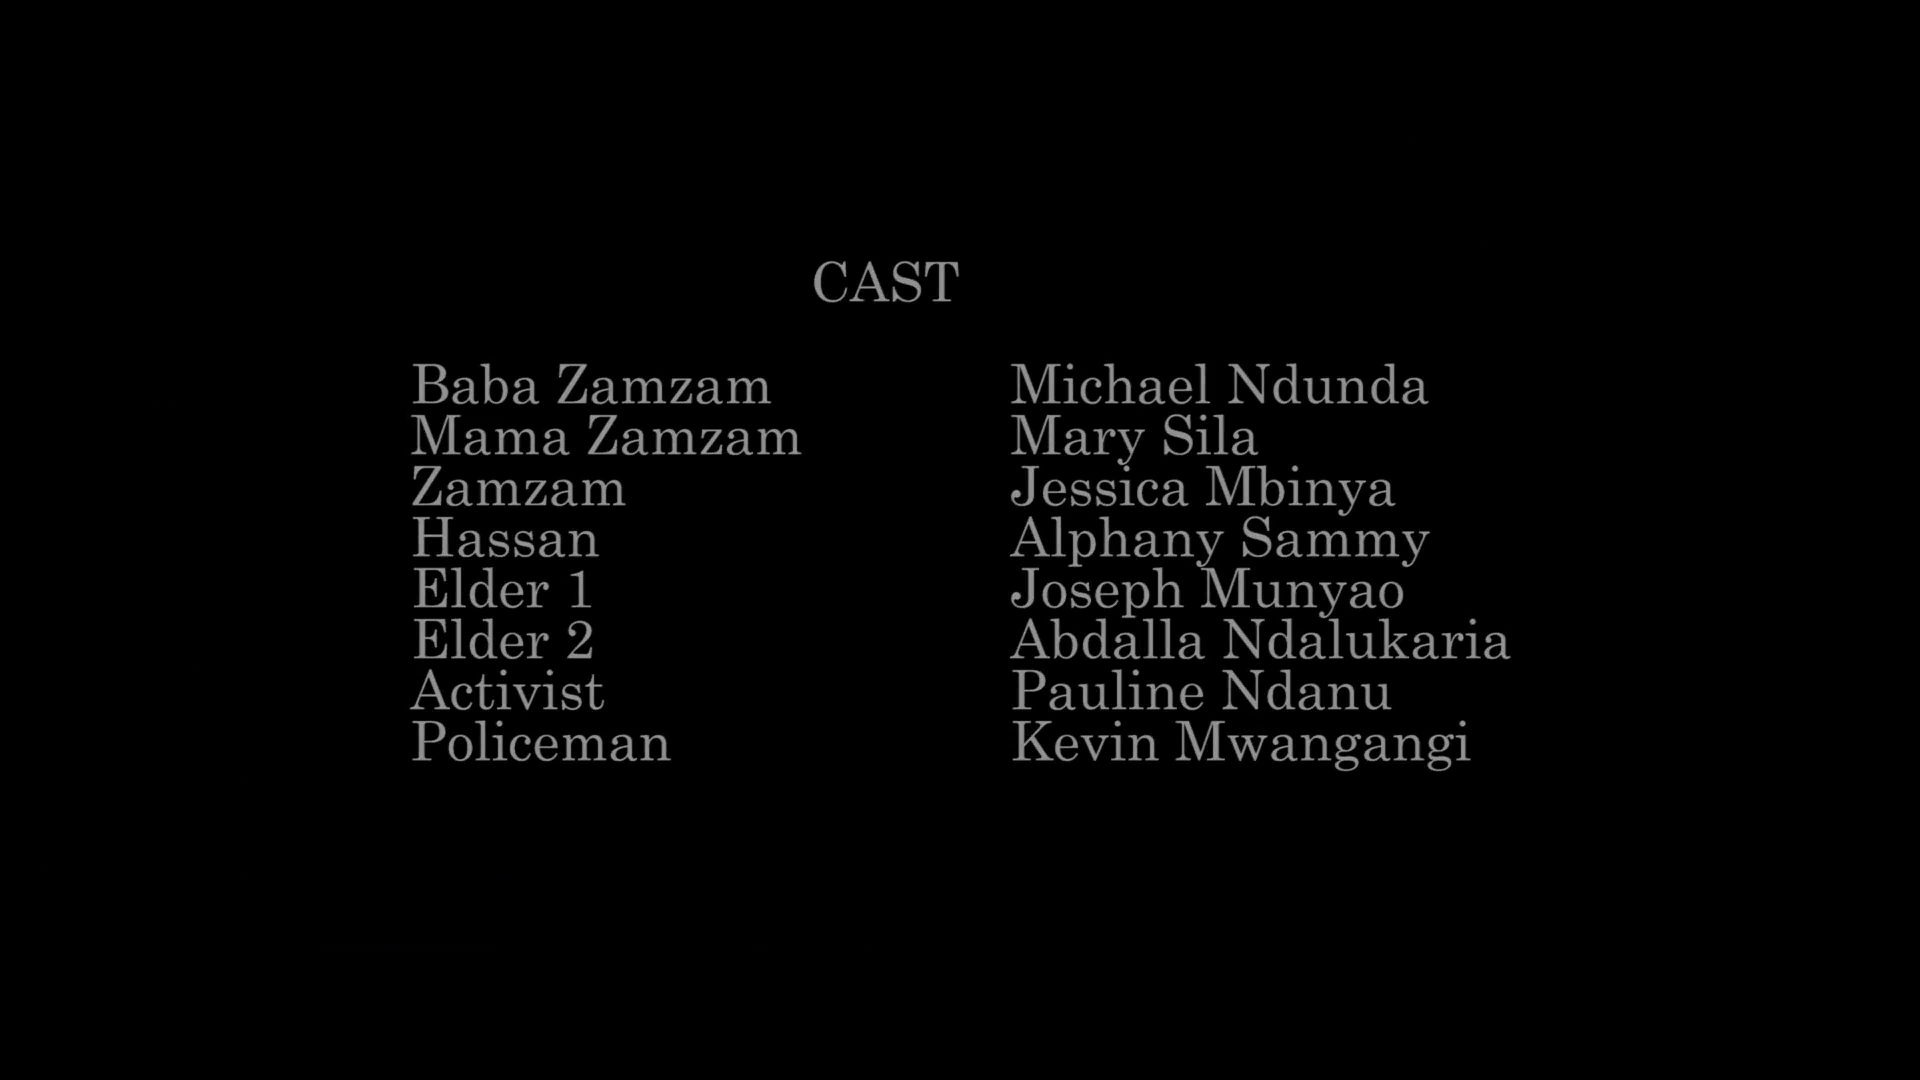 CAST
Baba Zamzam Michael Ndunda
Mama Zamzam Mary Sila
Zamzam Jessica Mbinya
Hassan Alphany Sammy
Elder 1 Joseph Munyao
Elder 2 Abdalla Ndalukaria
Activist Pauline Ndanu
Policeman Kevin Mwangangi